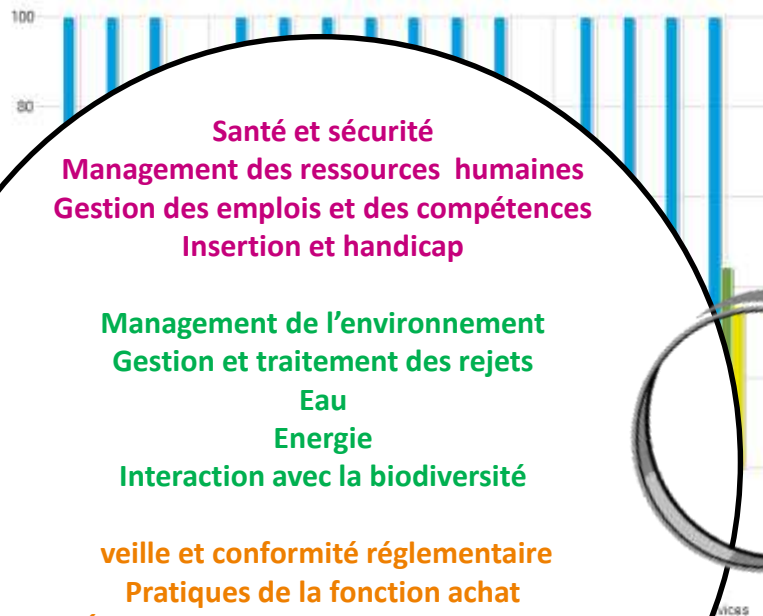 100
80
Santé et sécurité
Management des ressources humaines
Gestion des emplois et des compétences
Insertion et handicap
Management de l’environnement
Gestion et traitement des rejets
Eau
Energie
Interaction avec la biodiversité
veille et conformité réglementaire
Pratiques de la fonction achat